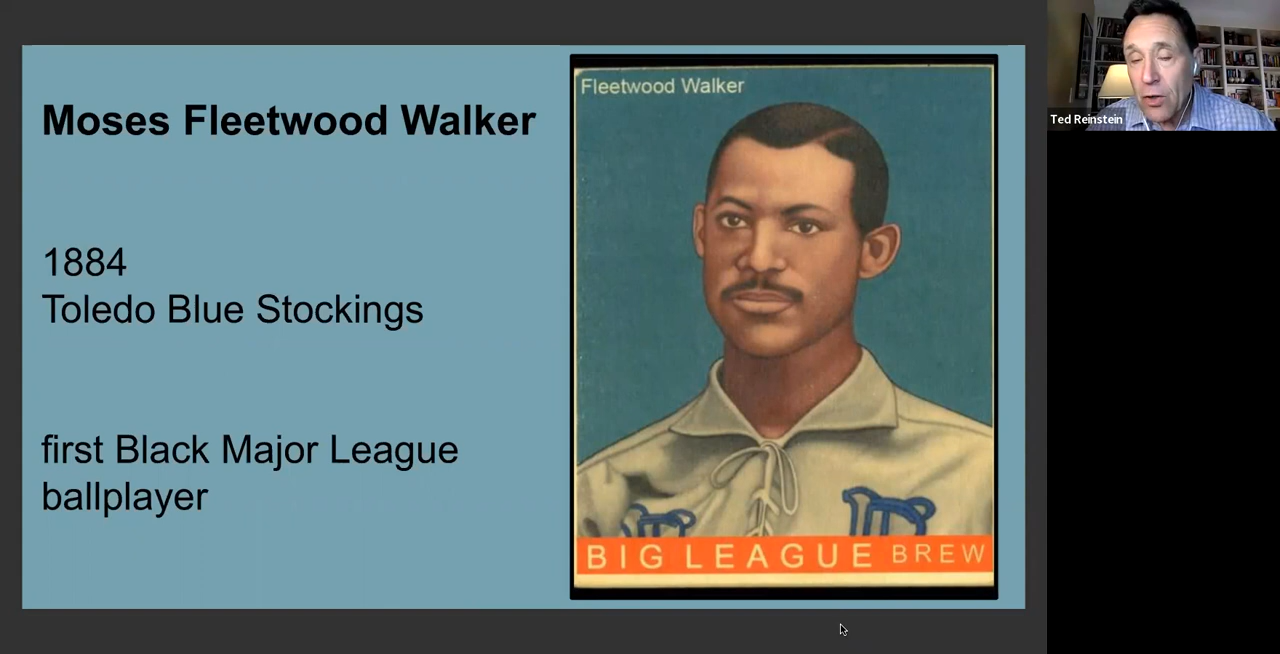 Moses Fleetwood Walker
1884
Toledo Blue Stockings
first Black Major League
ballplayer
Fleetwood Walker
BIG LEAGUE BREW
Ted Reinstein